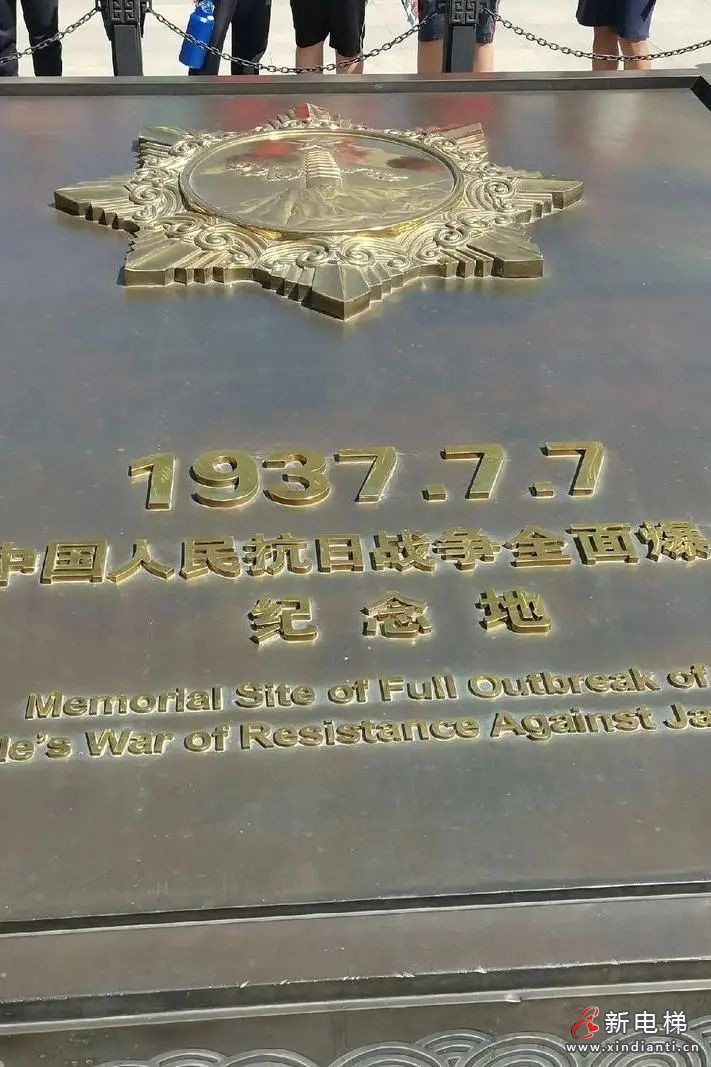 1937.7.7
中国人民抗日战争全面爆
纪念地
Memorial Site of Full Outbreak of
War of Resistance Against
新电梯
www.xindianti.cn